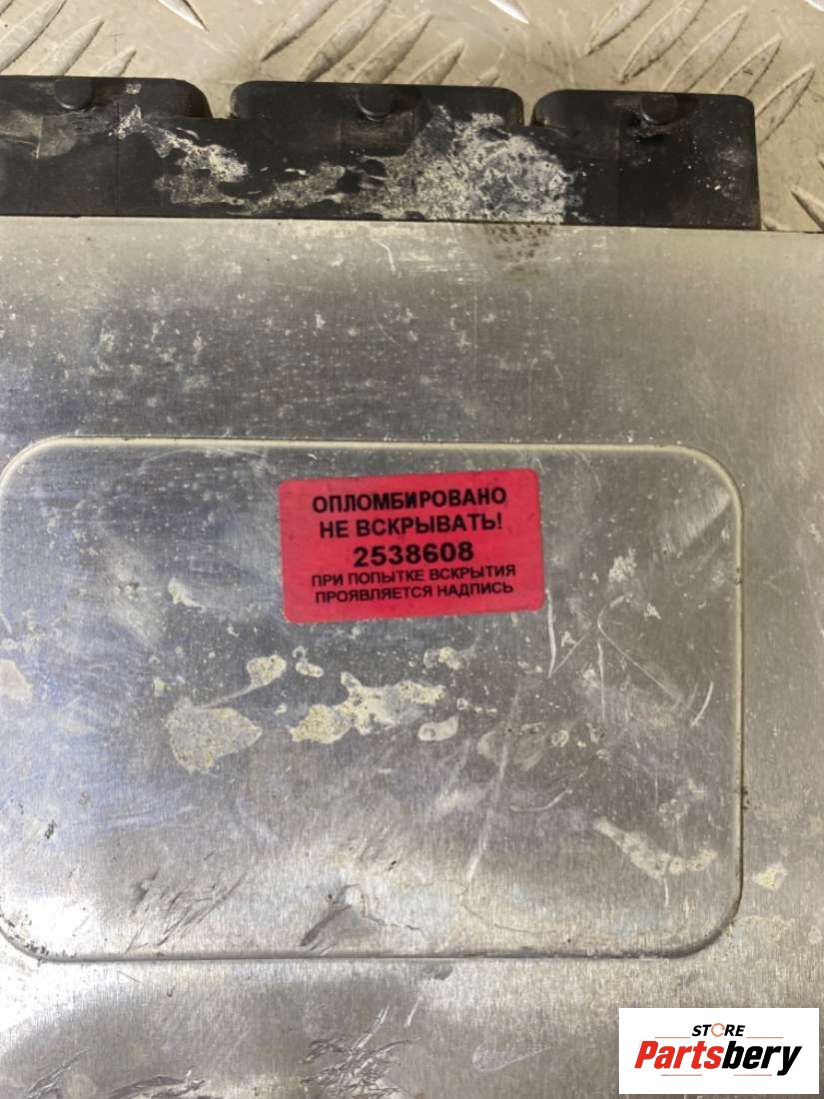 ОПЛОМБИРОВАНО
НЕ ВСКРЫВАТЬ!
2538608
ПРИ ПОПЫТКЕ ВСКРЫТИЯ
ПРОЯВЛЯЕТСЯ НАДПИСЬ
STORE
Partsbery